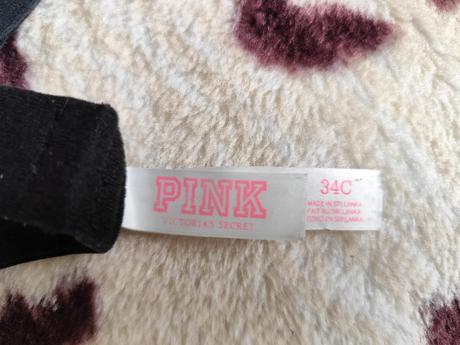 PINK
VICTORIA'S SECRET
34C
MADE IN SRI LANKA
FAIT AU SRI LANKA